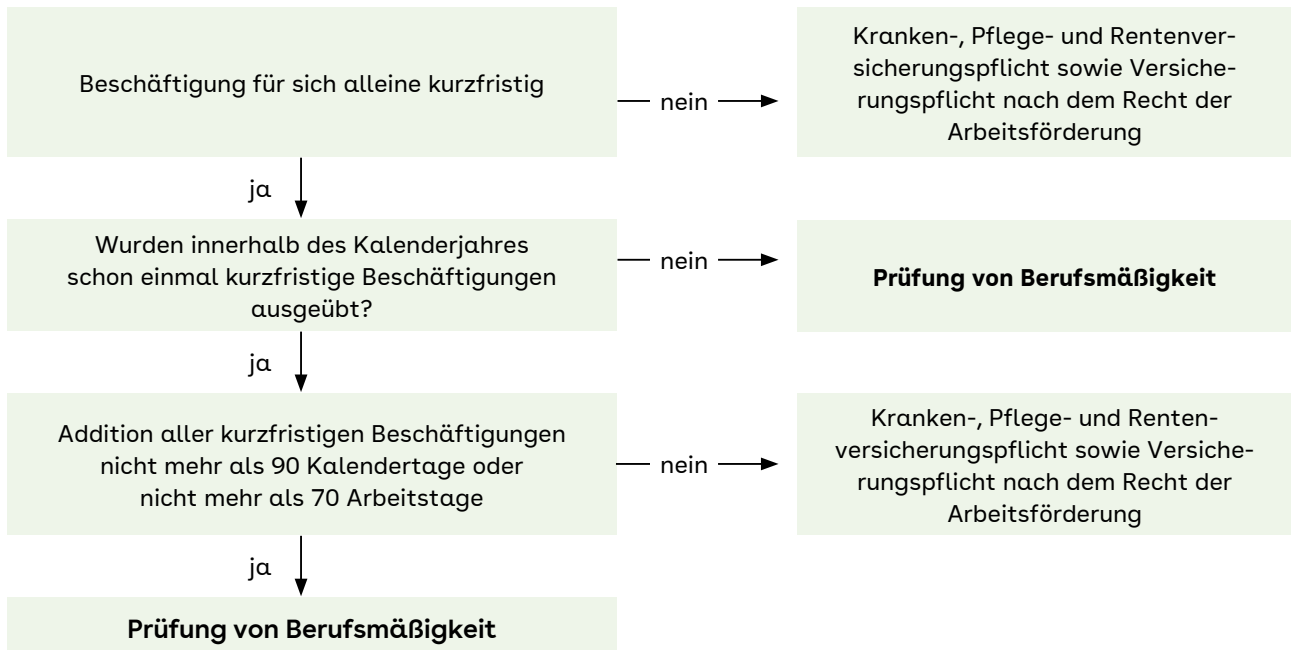 Beschäftigung für sich alleine kurzfristig
nein
Kranken-, Pflege- und Rentenver-
sicherungspflicht sowie Versiche-
rungspflicht nach dem Recht der
Arbeitsförderung
ja
Wurden innerhalb des Kalenderjahres
schon einmal kurzfristige Beschäftigungen
ausgeübt?
nein
Prüfung von Berufsmäßigkeit
ja
Addition aller kurzfristigen Beschäftigungen
nicht mehr als 90 Kalendertage oder
nicht mehr als 70 Arbeitstage
nein
Kranken-, Pflege- und Renten-
versicherungspflicht sowie Versiche-
rungspflicht nach dem Recht der
Arbeitsförderung
ja
Prüfung von Berufsmäßigkeit